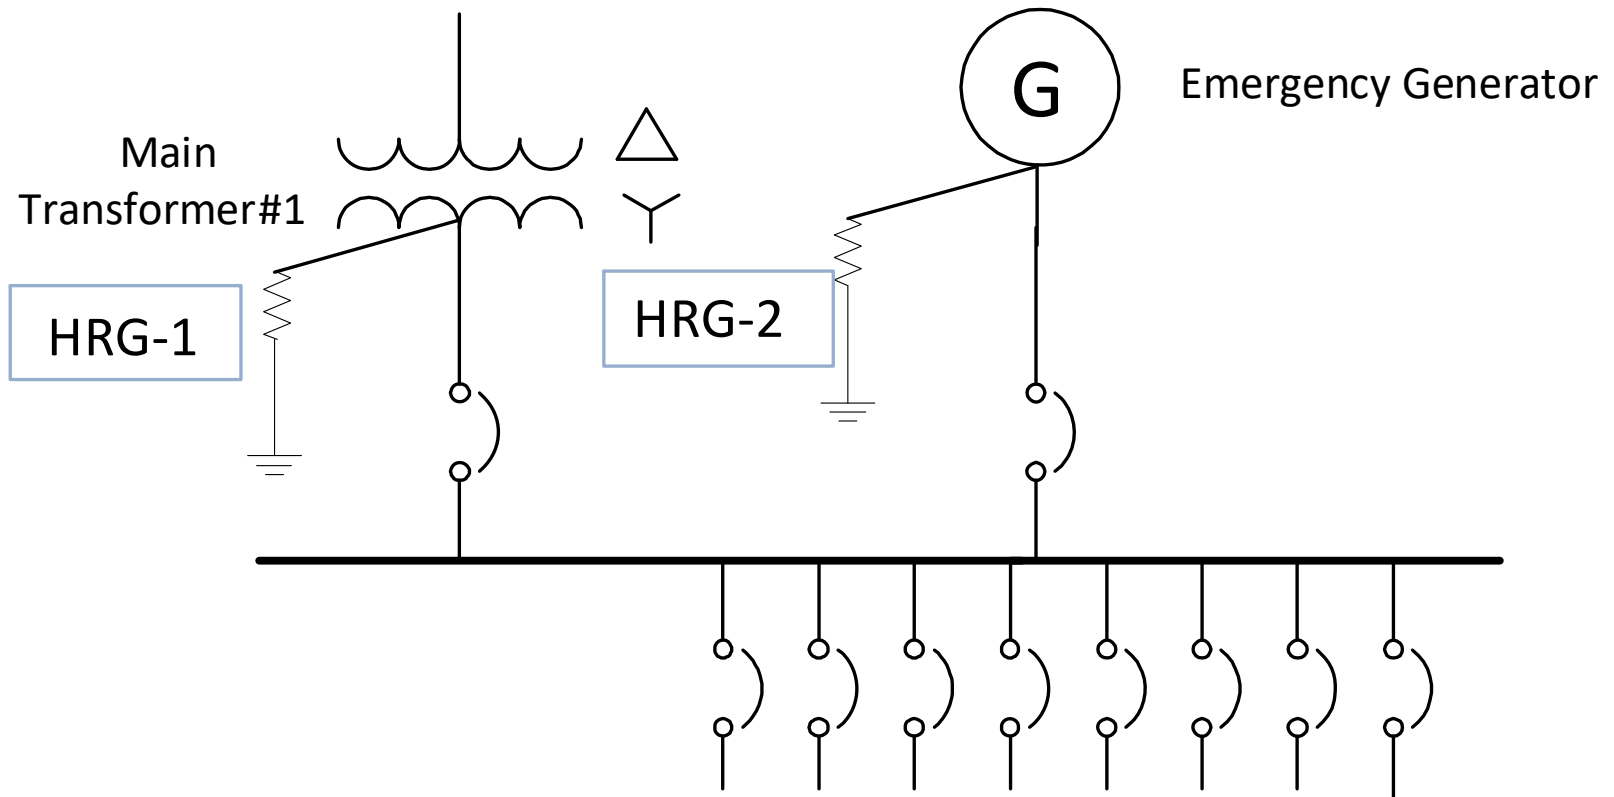 G
Emergency Generator
Main
Transformer#1
HRG-1
HRG-2